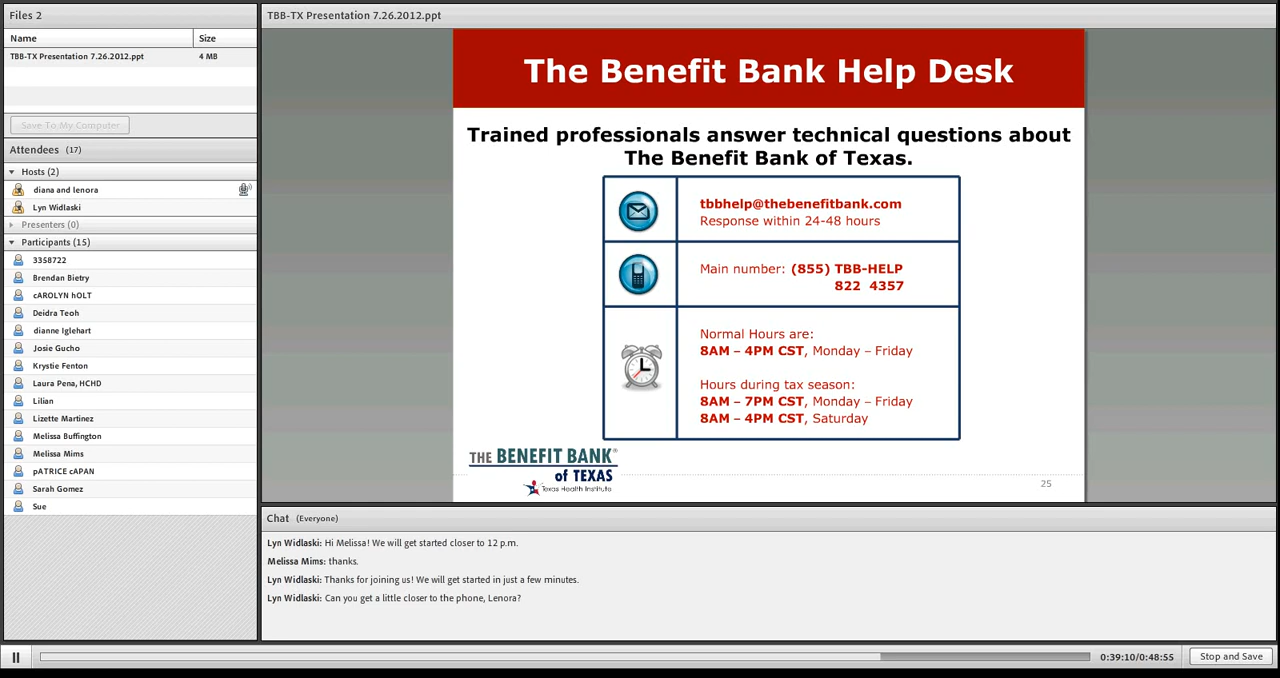 Files 2
Name Size
TBB-TX Presentation 7.26.2012.ppt 4 MB
Save To My Computer
Attendees (17)
Hosts (2)
diana and lenora
Lyn Widlaski
Presenters (0)
Participants (15)
3358722
Brendan Bietry
cAROLYN hOLT
Deidra Teoh
dianne Iglehart
Josie Gucho
Krystie Fenton
Laura Pena, HCHD
Lilian
Lizette Martinez
Melissa Buffington
Melissa Mims
pATRICE cAPAN
Sarah Gomez
Sue
TBB-TX Presentation 7.26.2012.ppt
The Benefit Bank Help Desk
Trained professionals answer technical questions about
The Benefit Bank of Texas.
tbbhelp@thebenefitbank.com
Response within 24-48 hours
Main number: (855) TBB-HELP
822 4357
Normal Hours are:
8AM – 4PM CST, Monday – Friday
Hours during tax season:
8AM – 7PM CST, Monday – Friday
8AM – 4PM CST, Saturday
THE BENEFIT BANK®
of TEXAS
Texas Health Institute
25
Chat (Everyone)
Lyn Widlaski: Hi Melissa! We will get started closer to 12 p.m.
Melissa Mims: thanks.
Lyn Widlaski: Thanks for joining us! We will get started in just a few minutes.
Lyn Widlaski: Can you get a little closer to the phone, Lenora?
0:39:10/0:48:55 Stop and Save